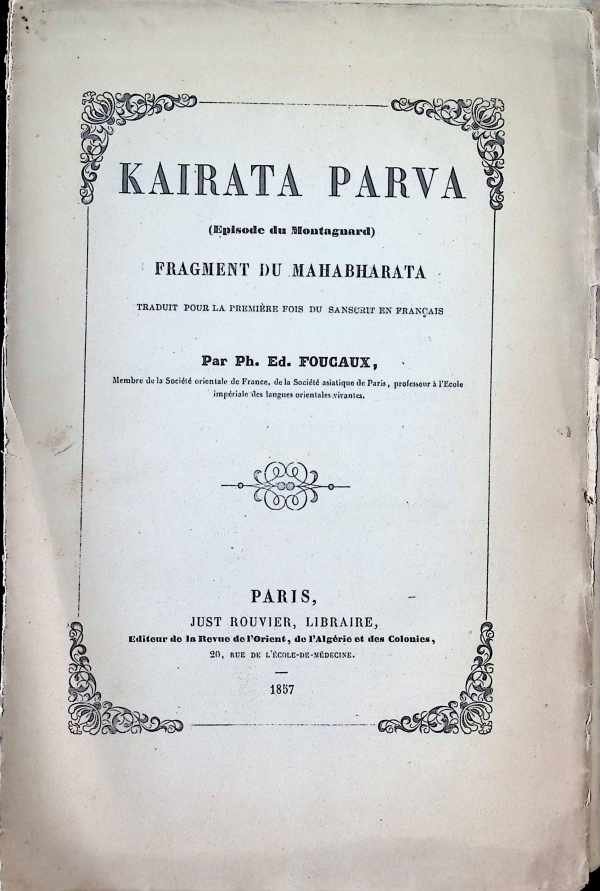 KAIRATA PARVA
(Episode du Montagnard)
FRAGMENT DU MAHABHARATA
TRADUIT POUR LA PREMIÈRE FOIS DU SANSCRIT EN FRANÇAIS
Par Ph. Ed. FOUCAUX,
Membre de la Société orientale de France, de la Société asiatique de Paris, professeur à l'Ecole
impériale des langues orientales vivantes.
PARIS,
JUST ROUVIER, LIBRAIRE,
Editeur de la Revue de l'Orient, de l'Algérie et des Colonies,
20, RUE DE L'ÉCOLE-DE-MÉDECINE.
1857